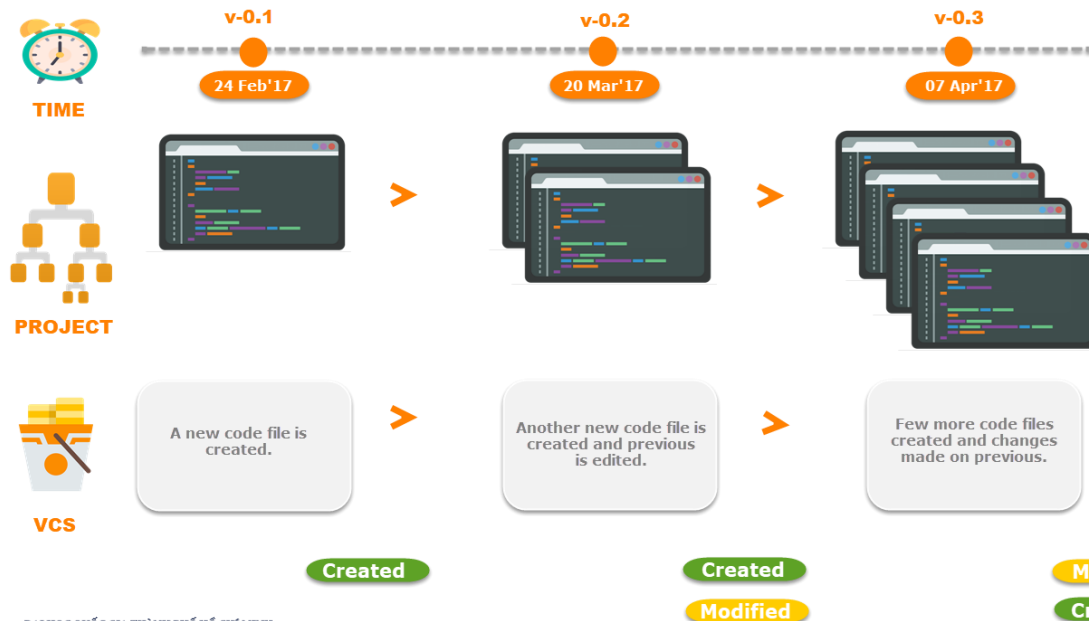 v-0.1
v-0.2
v-0.3
24 Feb'17
20 Mar'17
07 Apr'17
TIME
PROJECT
A new code file is
created.
Another new code file is
created and previous
is edited.
Few more code files
created and changes
made on previous.
VCS
Created
Created
Modified